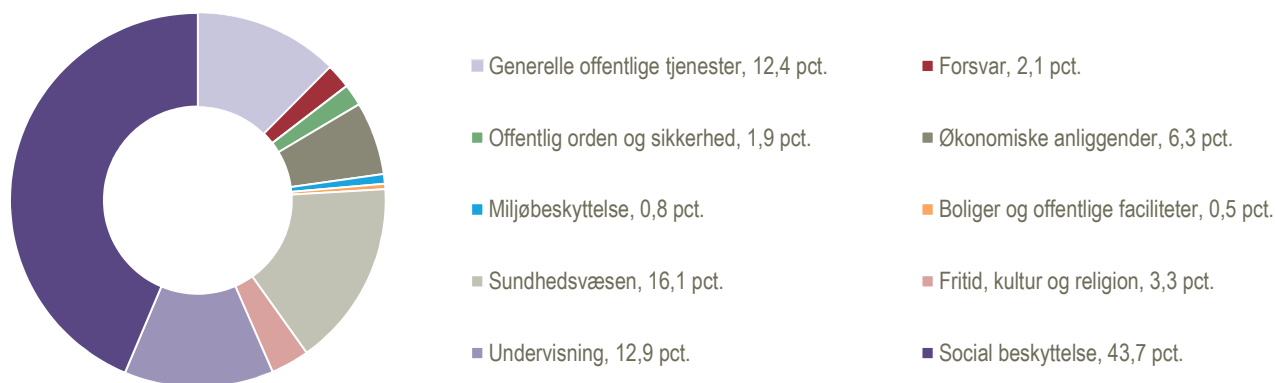 Generelle offentlige tjenester, 12,4 pct.
Forsvar, 2,1 pct.
Offentlig orden og sikkerhed, 1,9 pct.
Økonomiske anliggender, 6,3 pct.
Miljøbeskyttelse, 0,8 pct.
Boliger og offentlige faciliteter, 0,5 pct.
Sundhedsvæsen, 16,1 pct.
Fritid, kultur og religion, 3,3 pct.
Undervisning, 12,9 pct.
Social beskyttelse, 43,7 pct.